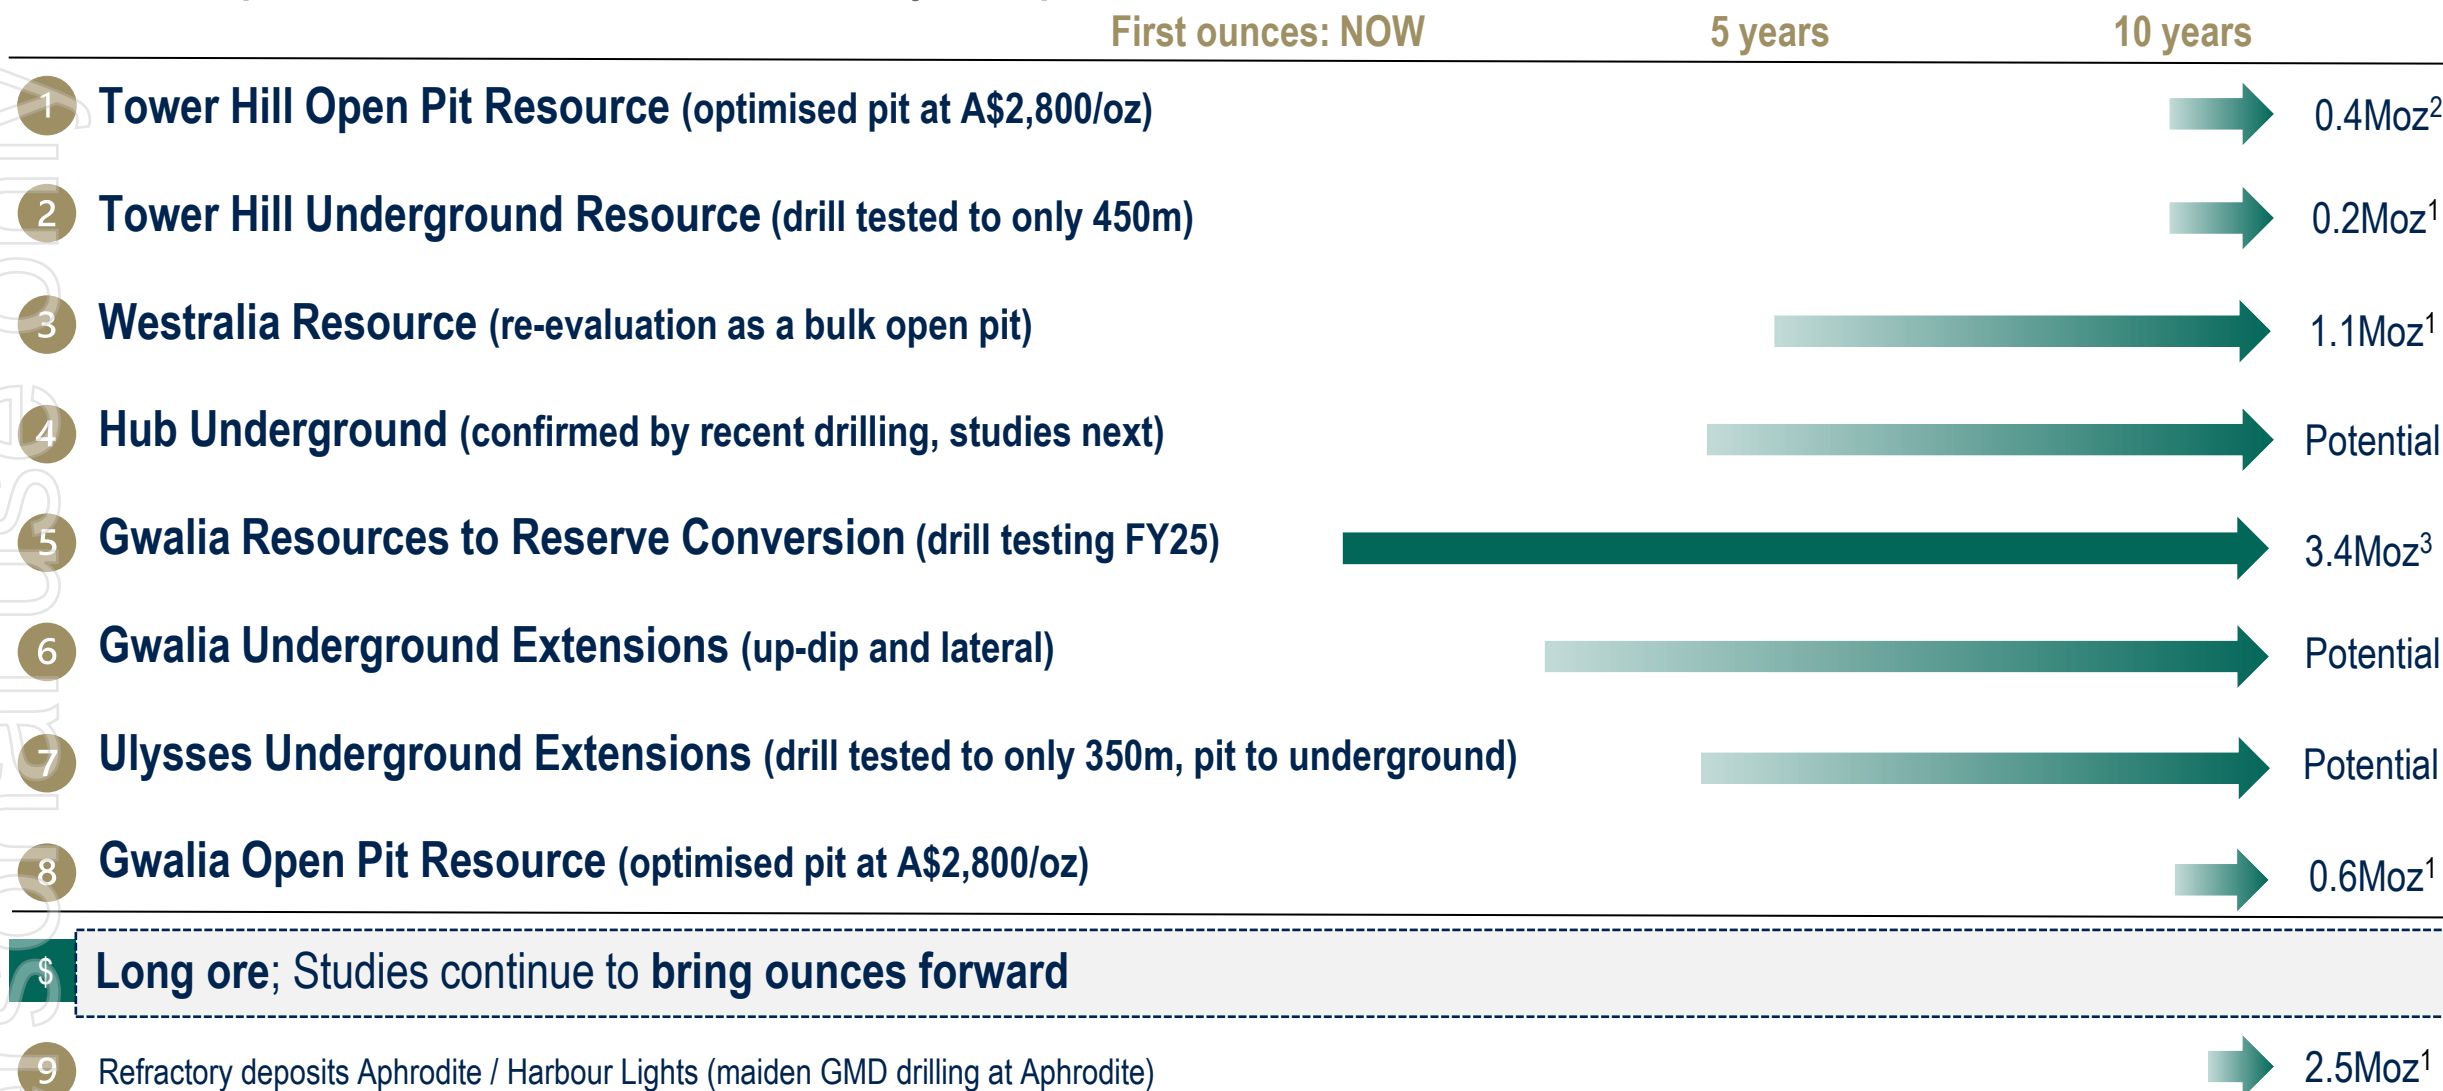 First ounces: NOW 5 years 10 years
1 Tower Hill Open Pit Resource (optimised pit at A$2,800/oz) 0.4Moz2
2 Tower Hill Underground Resource (drill tested to only 450m) 0.2Moz1
3 Westralia Resource (re-evaluation as a bulk open pit) 1.1Moz1
4 Hub Underground (confirmed by recent drilling, studies next) Potential
5 Gwalia Resources to Reserve Conversion (drill testing FY25) 3.4Moz3
6 Gwalia Underground Extensions (up-dip and lateral) Potential
7 Ulysses Underground Extensions (drill tested to only 350m, pit to underground) Potential
8 Gwalia Open Pit Resource (optimised pit at A$2,800/oz) 0.6Moz1
$ Long ore; Studies continue to bring ounces forward
9 Refractory deposits Aphrodite / Harbour Lights (maiden GMD drilling at Aphrodite) 2.5Moz1
sonal use only